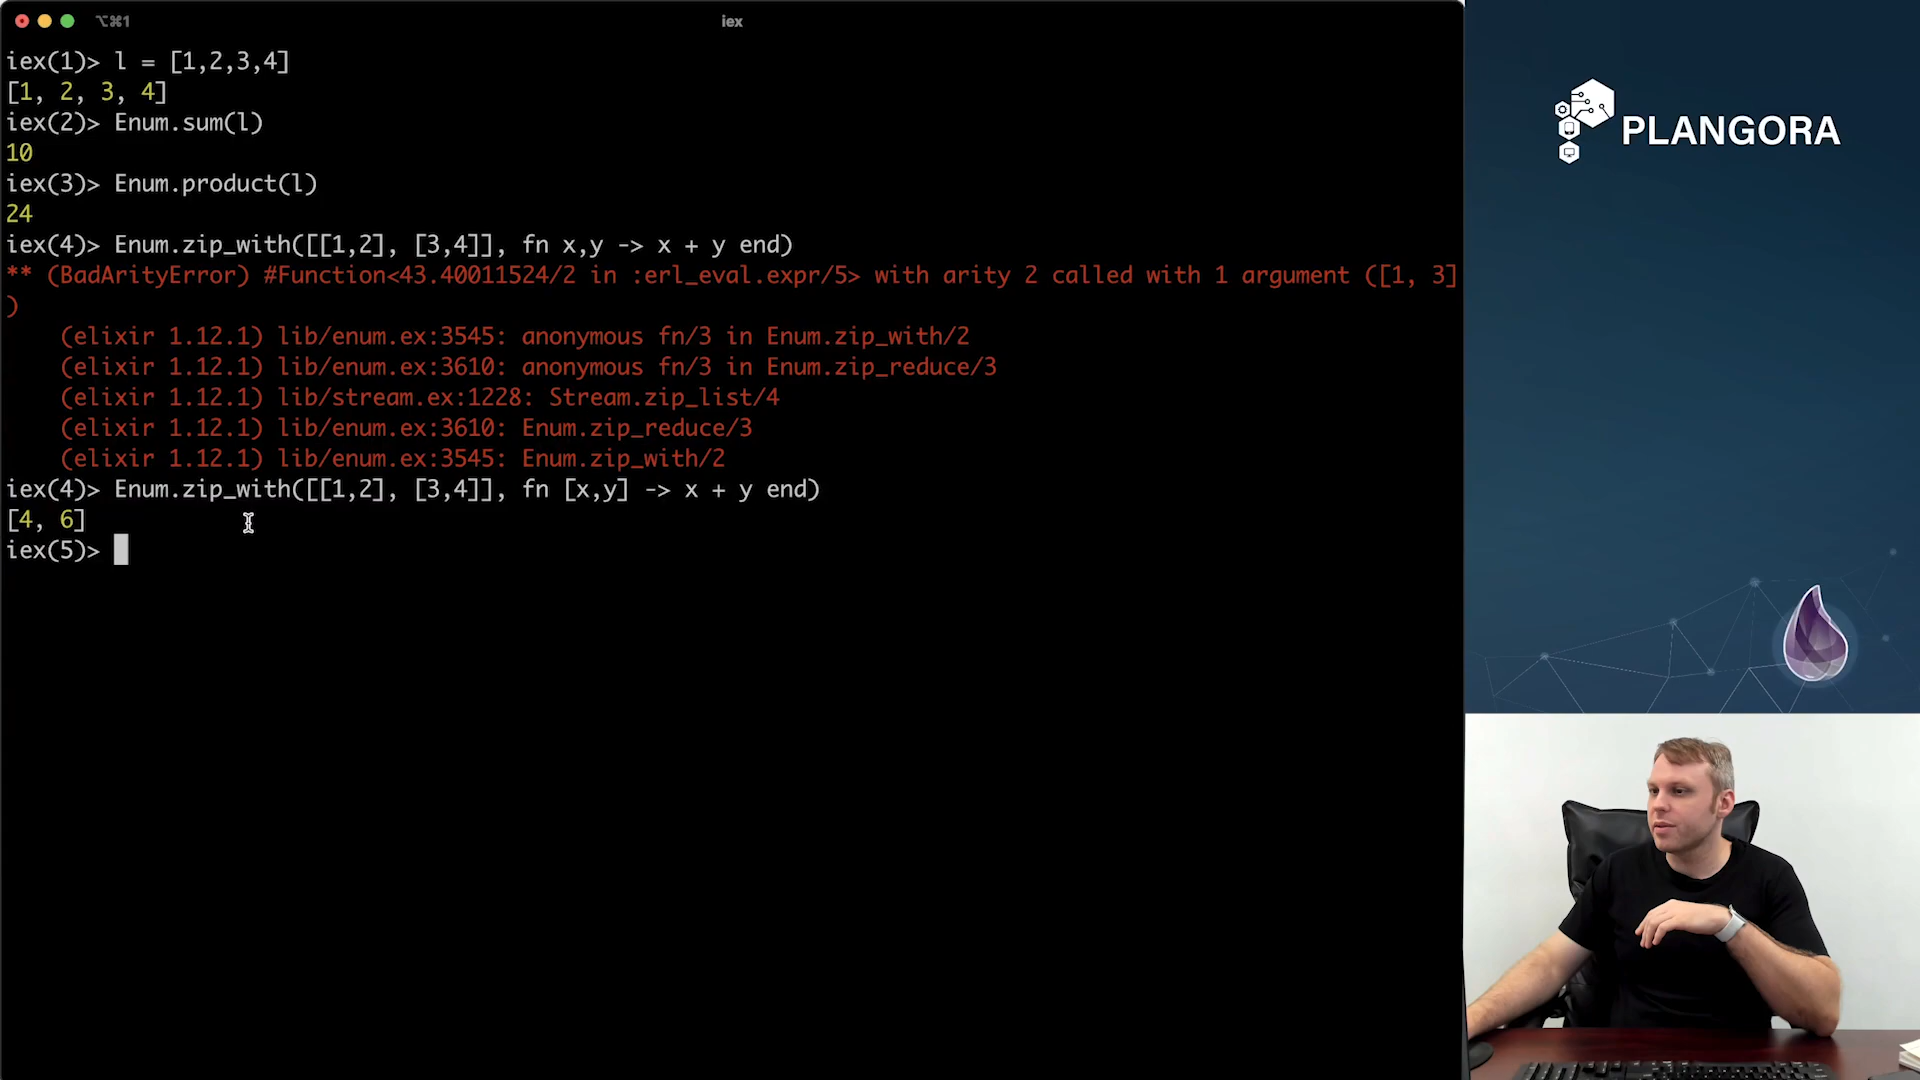 ⌥⌘1
iex
iex(1)> l = [1,2,3,4]
[1, 2, 3, 4]
iex(2)> Enum.sum(l)
10
iex(3)> Enum.product(l)
24
iex(4)> Enum.zip_with([[1,2], [3,4]], fn x,y -> x + y end)
** (BadArityError) #Function<43.40011524/2 in :erl_eval.expr/5> with arity 2 called with 1 argument ([1, 3]
)
    (elixir 1.12.1) lib/enum.ex:3545: anonymous fn/3 in Enum.zip_with/2
    (elixir 1.12.1) lib/enum.ex:3610: anonymous fn/3 in Enum.zip_reduce/3
    (elixir 1.12.1) lib/stream.ex:1228: Stream.zip_list/4
    (elixir 1.12.1) lib/enum.ex:3610: Enum.zip_reduce/3
    (elixir 1.12.1) lib/enum.ex:3545: Enum.zip_with/2
iex(4)> Enum.zip_with([[1,2], [3,4]], fn [x,y] -> x + y end)
[4, 6]
iex(5)>
PLANGORA